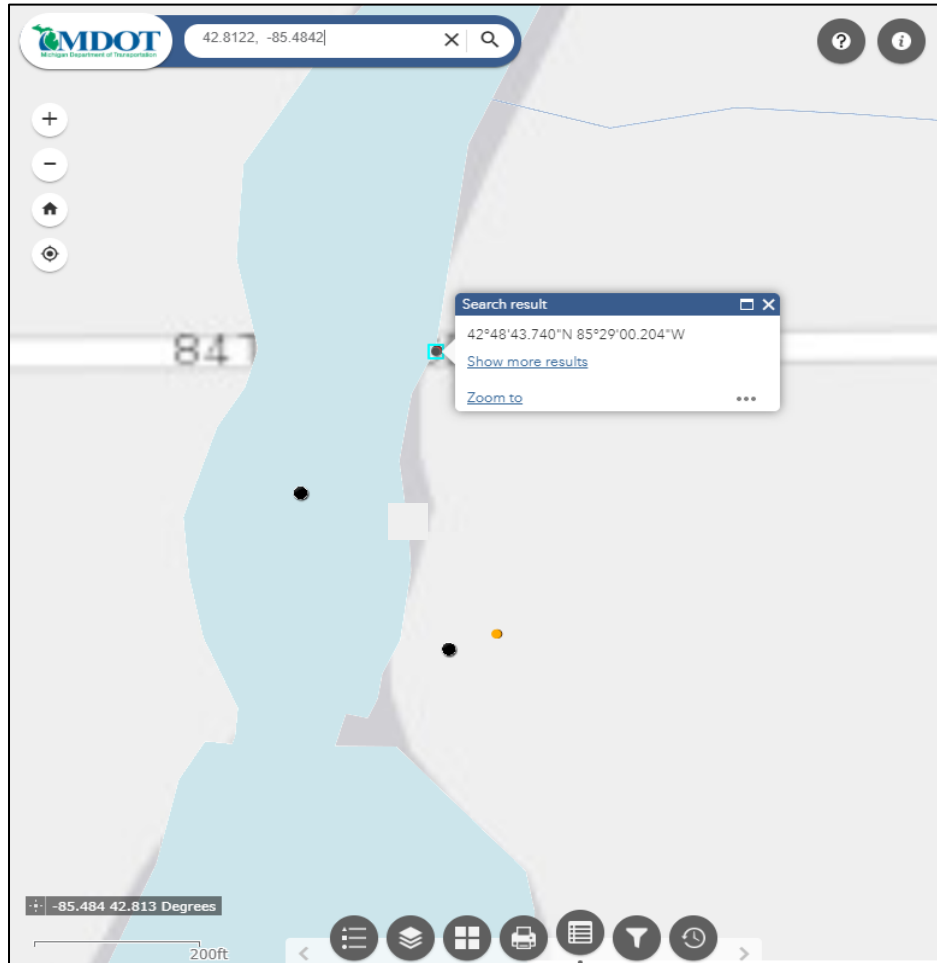 MDOT
Michigan Department of Transportation
42.8122, -85.4842
?
i
+
−
Search result
42°48'43.740"N 85°29'00.204"W
Show more results
Zoom to
•••
847
-85.484 42.813 Degrees
200ft